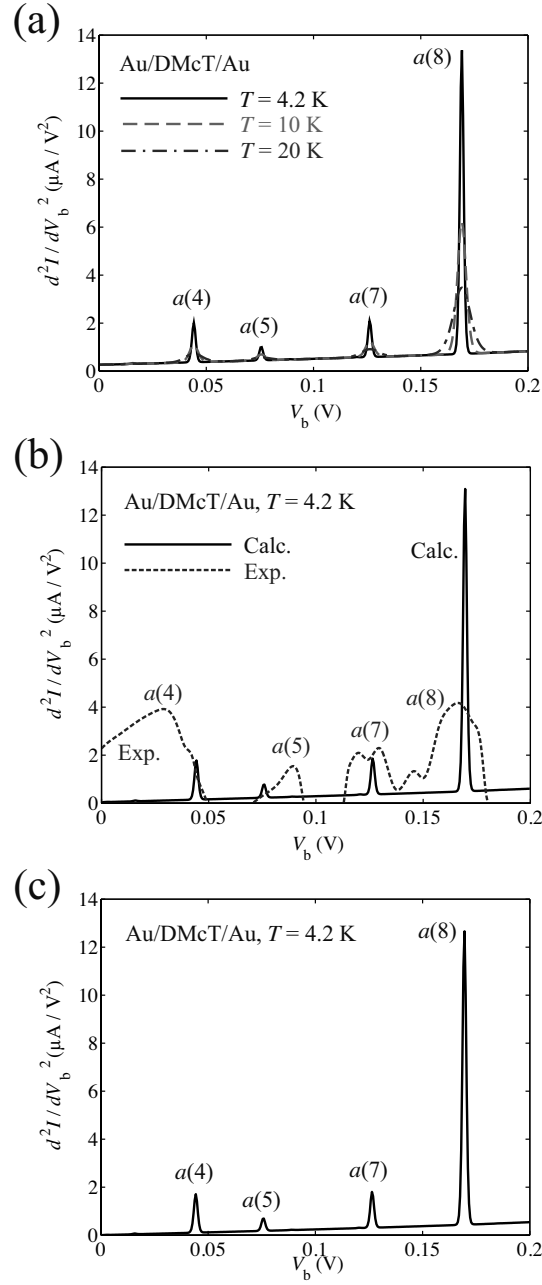 (a)
Au/DMcT/Au
T = 4.2 K
T = 10 K
T = 20 K
a(4)
a(5)
a(7)
a(8)
14
12
10
8
6
4
2
0
d²I / dV_b² (μA / V²)
0
0.05
0.1
0.15
0.2
V_b (V)
(b)
Au/DMcT/Au, T = 4.2 K
Calc.
Exp.
Calc.
a(4)
Exp.
a(5)
a(7)
a(8)
14
12
10
8
6
4
2
0
d²I / dV_b² (μA / V²)
0
0.05
0.1
0.15
0.2
V_b (V)
(c)
Au/DMcT/Au, T = 4.2 K
a(8)
a(4)
a(5)
a(7)
14
12
10
8
6
4
2
0
d²I / dV_b² (μA / V²)
0
0.05
0.1
0.15
0.2
V_b (V)